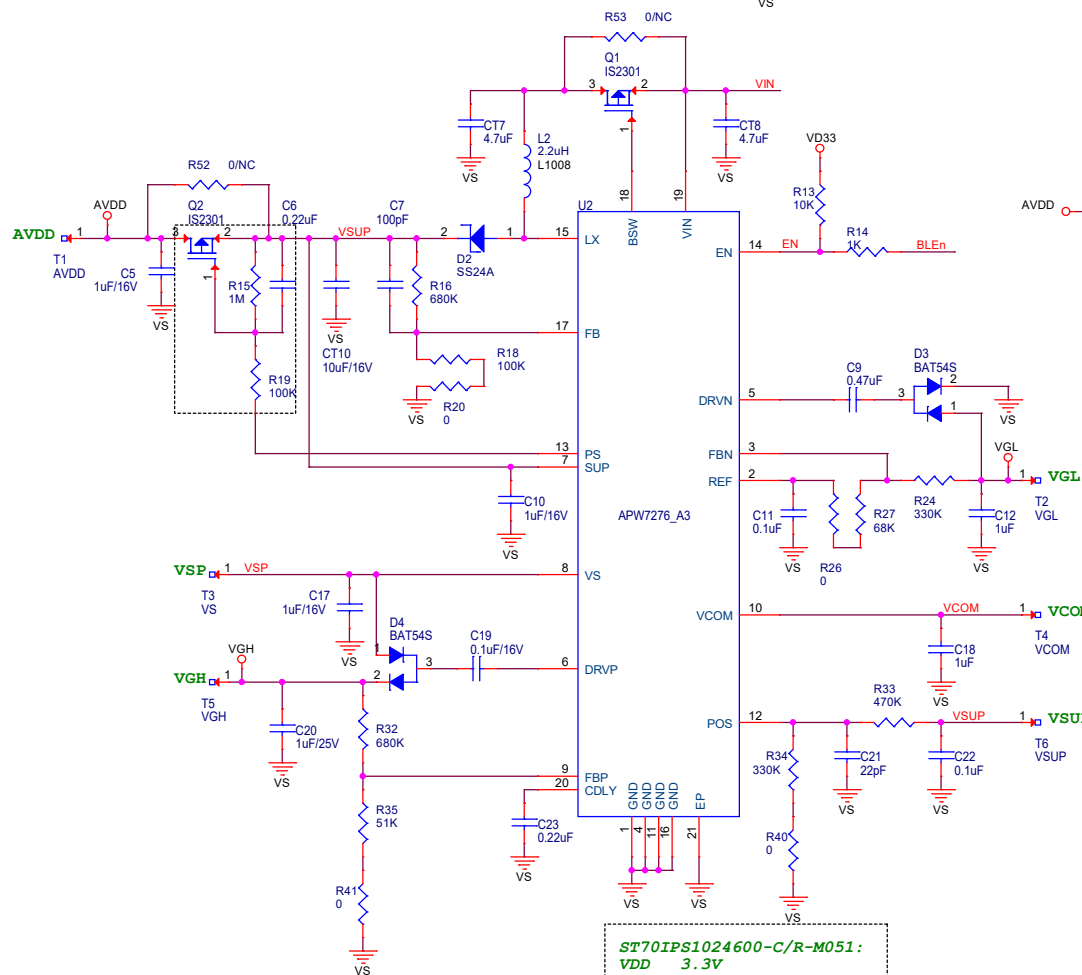 VS
R53 0/NC
Q1
IS2301
3 2
1
VIN
CT7
4.7uF
VS
L2
2.2uH
L1008
CT8
4.7uF
VS
VD33
R13
10K
R14
1K
EN
BLEn
AVDD
R52 0/NC
Q2
IS2301
3 2
1
AVDD
AVDD 1
T1
AVDD
C5
1uF/16V
VS
C6
0.22uF
R15
1M
R19
100K
VSUP
C7
100pF
2 1
D2
SS24A
R16
680K
VS
CT10
10uF/16V
R18
100K
R20
0
VS
U2
18
BSW
19
VIN
15 LX
EN 14
17 FB
DRVN 5
C9
0.47uF
D3
BAT54S
3
2
1
VS
13 PS
7 SUP
FBN 3
REF 2
APW7276_A3
C10
1uF/16V
VS
C11
0.1uF
VS
R27
68K
R26
0
R24
330K
VGL
1 VGL
T2
VGL
C12
1uF
VS
VSP 1 VSP
T3
VS
8 VS
C17
1uF/16V
VS
D4
BAT54S
1
2
3
C19
0.1uF/16V
6 DRVP
VCOM 10
VCOM
1 VCO
T4
VCOM
C18
1uF
VS
VGH
VGH 1
T5
VGH
C20
1uF/25V
VS
R32
680K
POS 12
R33
470K
VSUP
1 VSU
T6
VSUP
R34
330K
C21
22pF
VS
C22
0.1uF
VS
9 FBP
20 CDLY
R35
51K
C23
0.22uF
VS
GND GND GND GND EP
1 4 11 16 21
VS
VS
R40
0
VS
R41
0
VS
ST70IPS1024600-C/R-M051:
VDD 3.3V